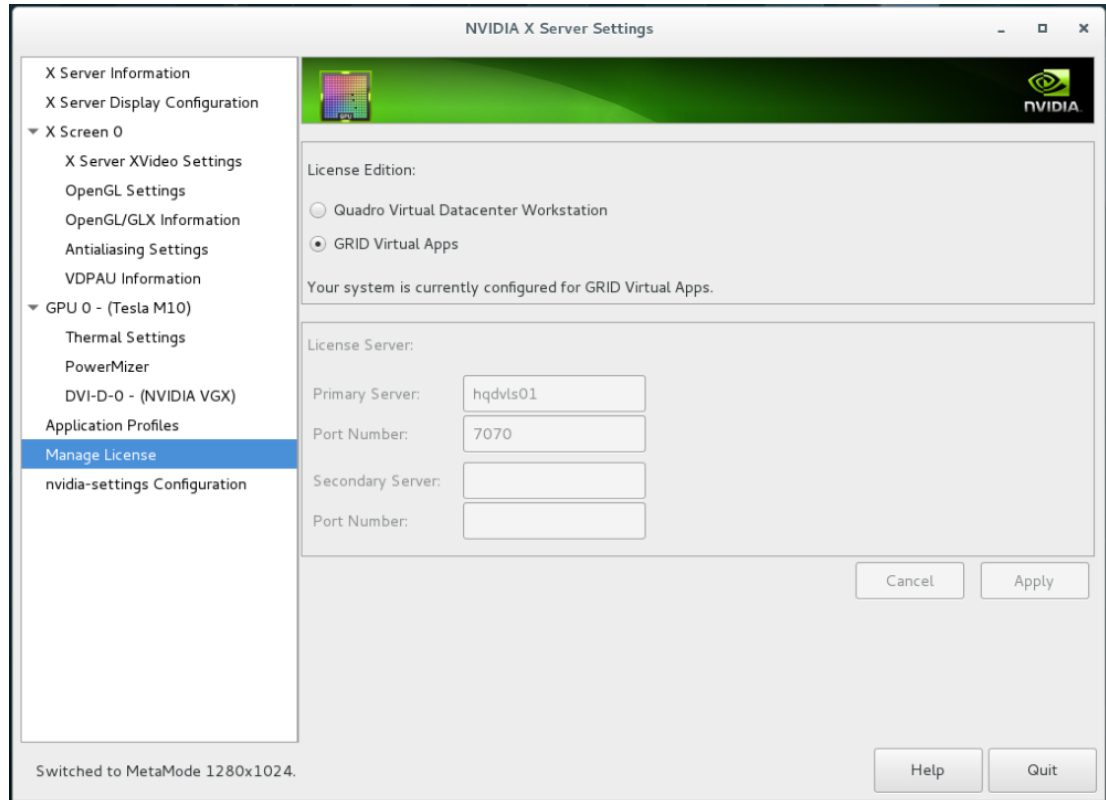 NVIDIA X Server Settings
X Server Information
X Server Display Configuration
X Screen 0
X Server XVideo Settings
OpenGL Settings
OpenGL/GLX Information
Antialiasing Settings
VDPAU Information
GPU 0 - (Tesla M10)
Thermal Settings
PowerMizer
DVI-D-0 - (NVIDIA VGX)
Application Profiles
Manage License
nvidia-settings Configuration
GPU
NVIDIA.
License Edition:
Quadro Virtual Datacenter Workstation
GRID Virtual Apps
Your system is currently configured for GRID Virtual Apps.
License Server:
Primary Server: hqdvls01
Port Number: 7070
Secondary Server:
Port Number:
Cancel Apply
Switched to MetaMode 1280x1024.
Help Quit